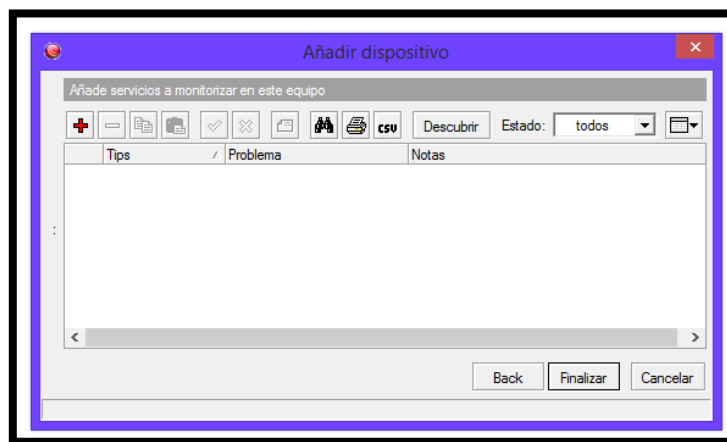 Añadir dispositivo
Añade servicios a monitorizar en este equipo
CSV Descubrir Estado: todos
Tips Problema Notas
:
Back Finalizar Cancelar